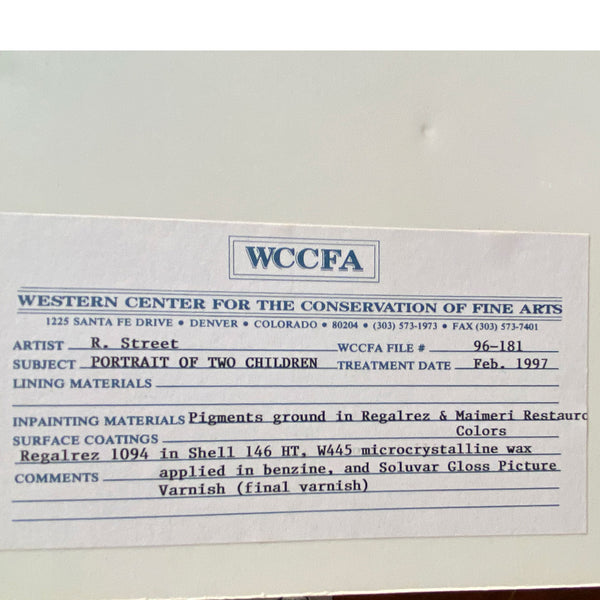 WCCFA
WESTERN CENTER FOR THE CONSERVATION OF FINE ARTS
1225 SANTA FE DRIVE • DENVER • COLORADO • 80204 • (303) 573-1973 • FAX (303) 573-7401
ARTIST R. Street WCCFA FILE # 96-181
SUBJECT PORTRAIT OF TWO CHILDREN TREATMENT DATE Feb. 1997
LINING MATERIALS
INPAINTING MATERIALS Pigments ground in Regalrez & Maimeri Restauro
Colors
SURFACE COATINGS
Regalrez 1094 in Shell 146 HT, W445 microcrystalline wax
applied in benzine, and Soluvar Gloss Picture
COMMENTS
Varnish (final varnish)